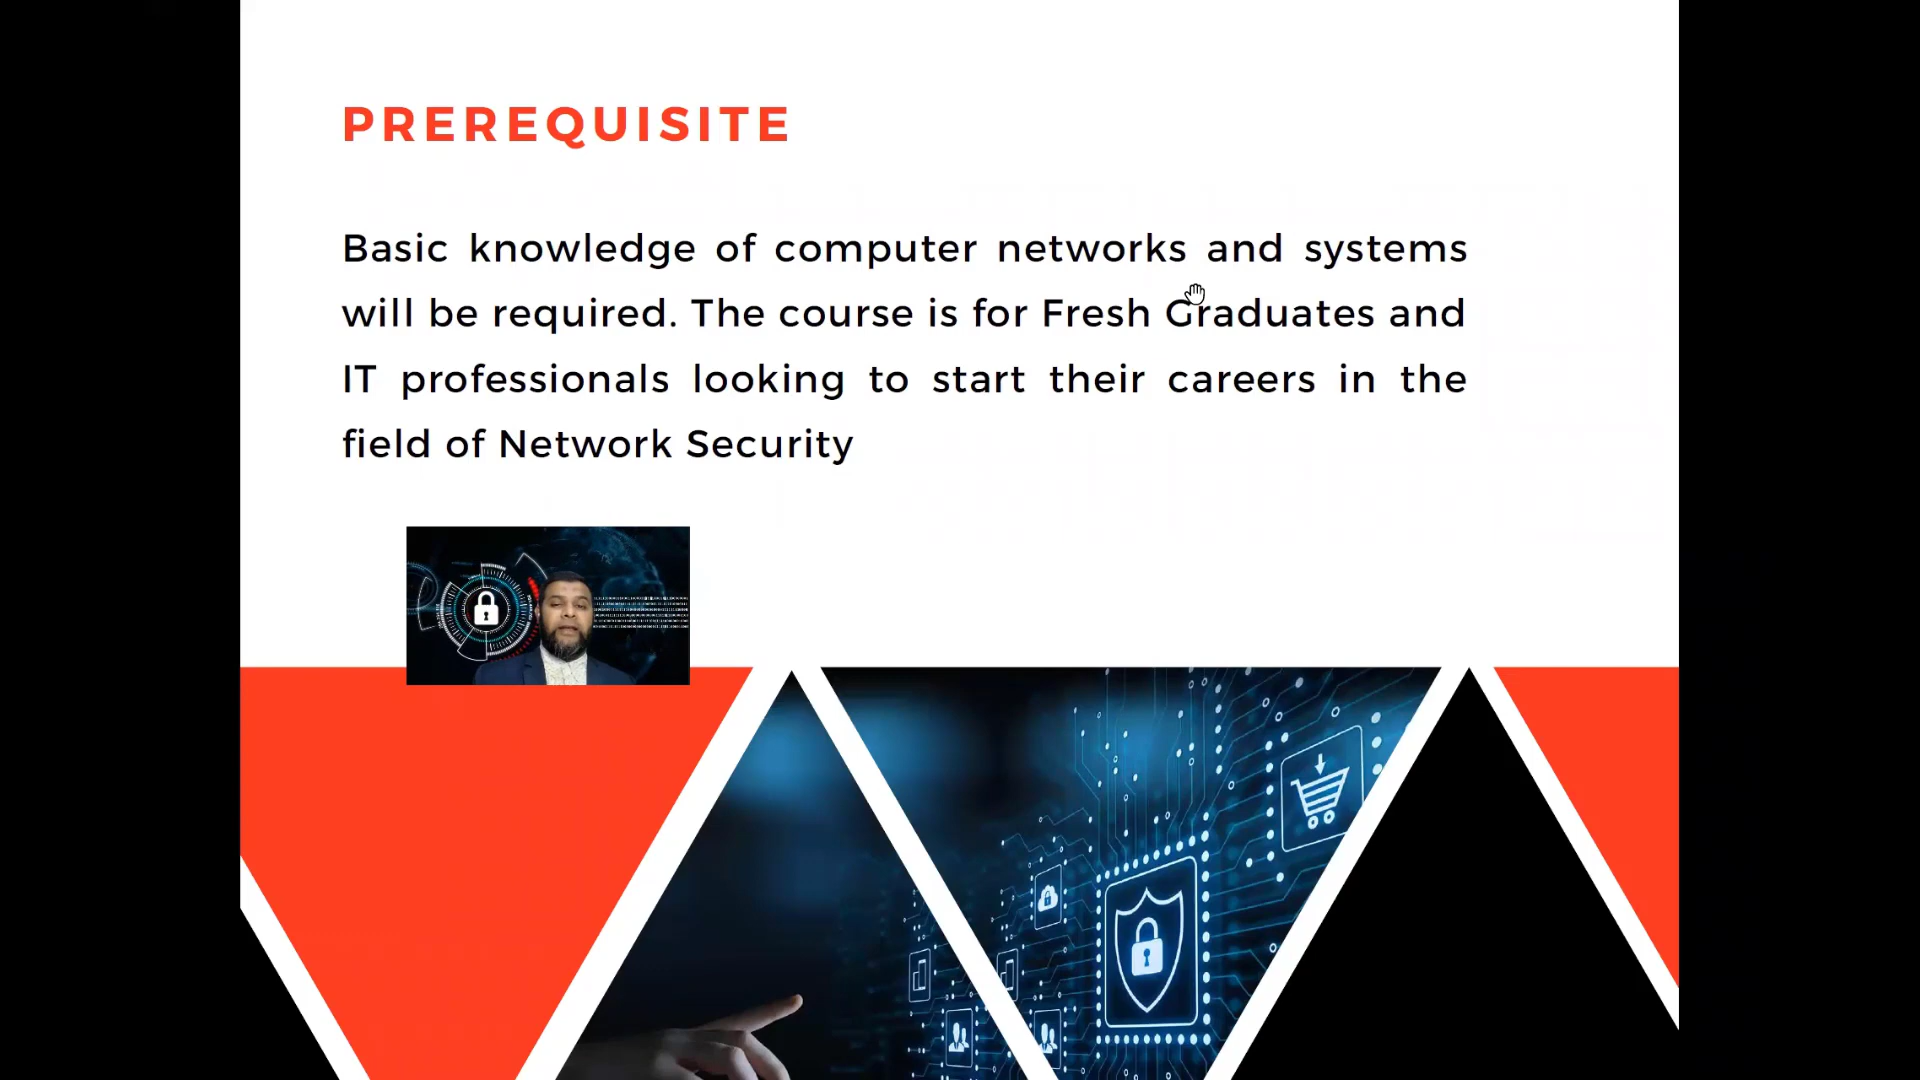 PREREQUISITE
Basic knowledge of computer networks and systems
will be required. The course is for Fresh Graduates and
IT professionals looking to start their careers in the
field of Network Security